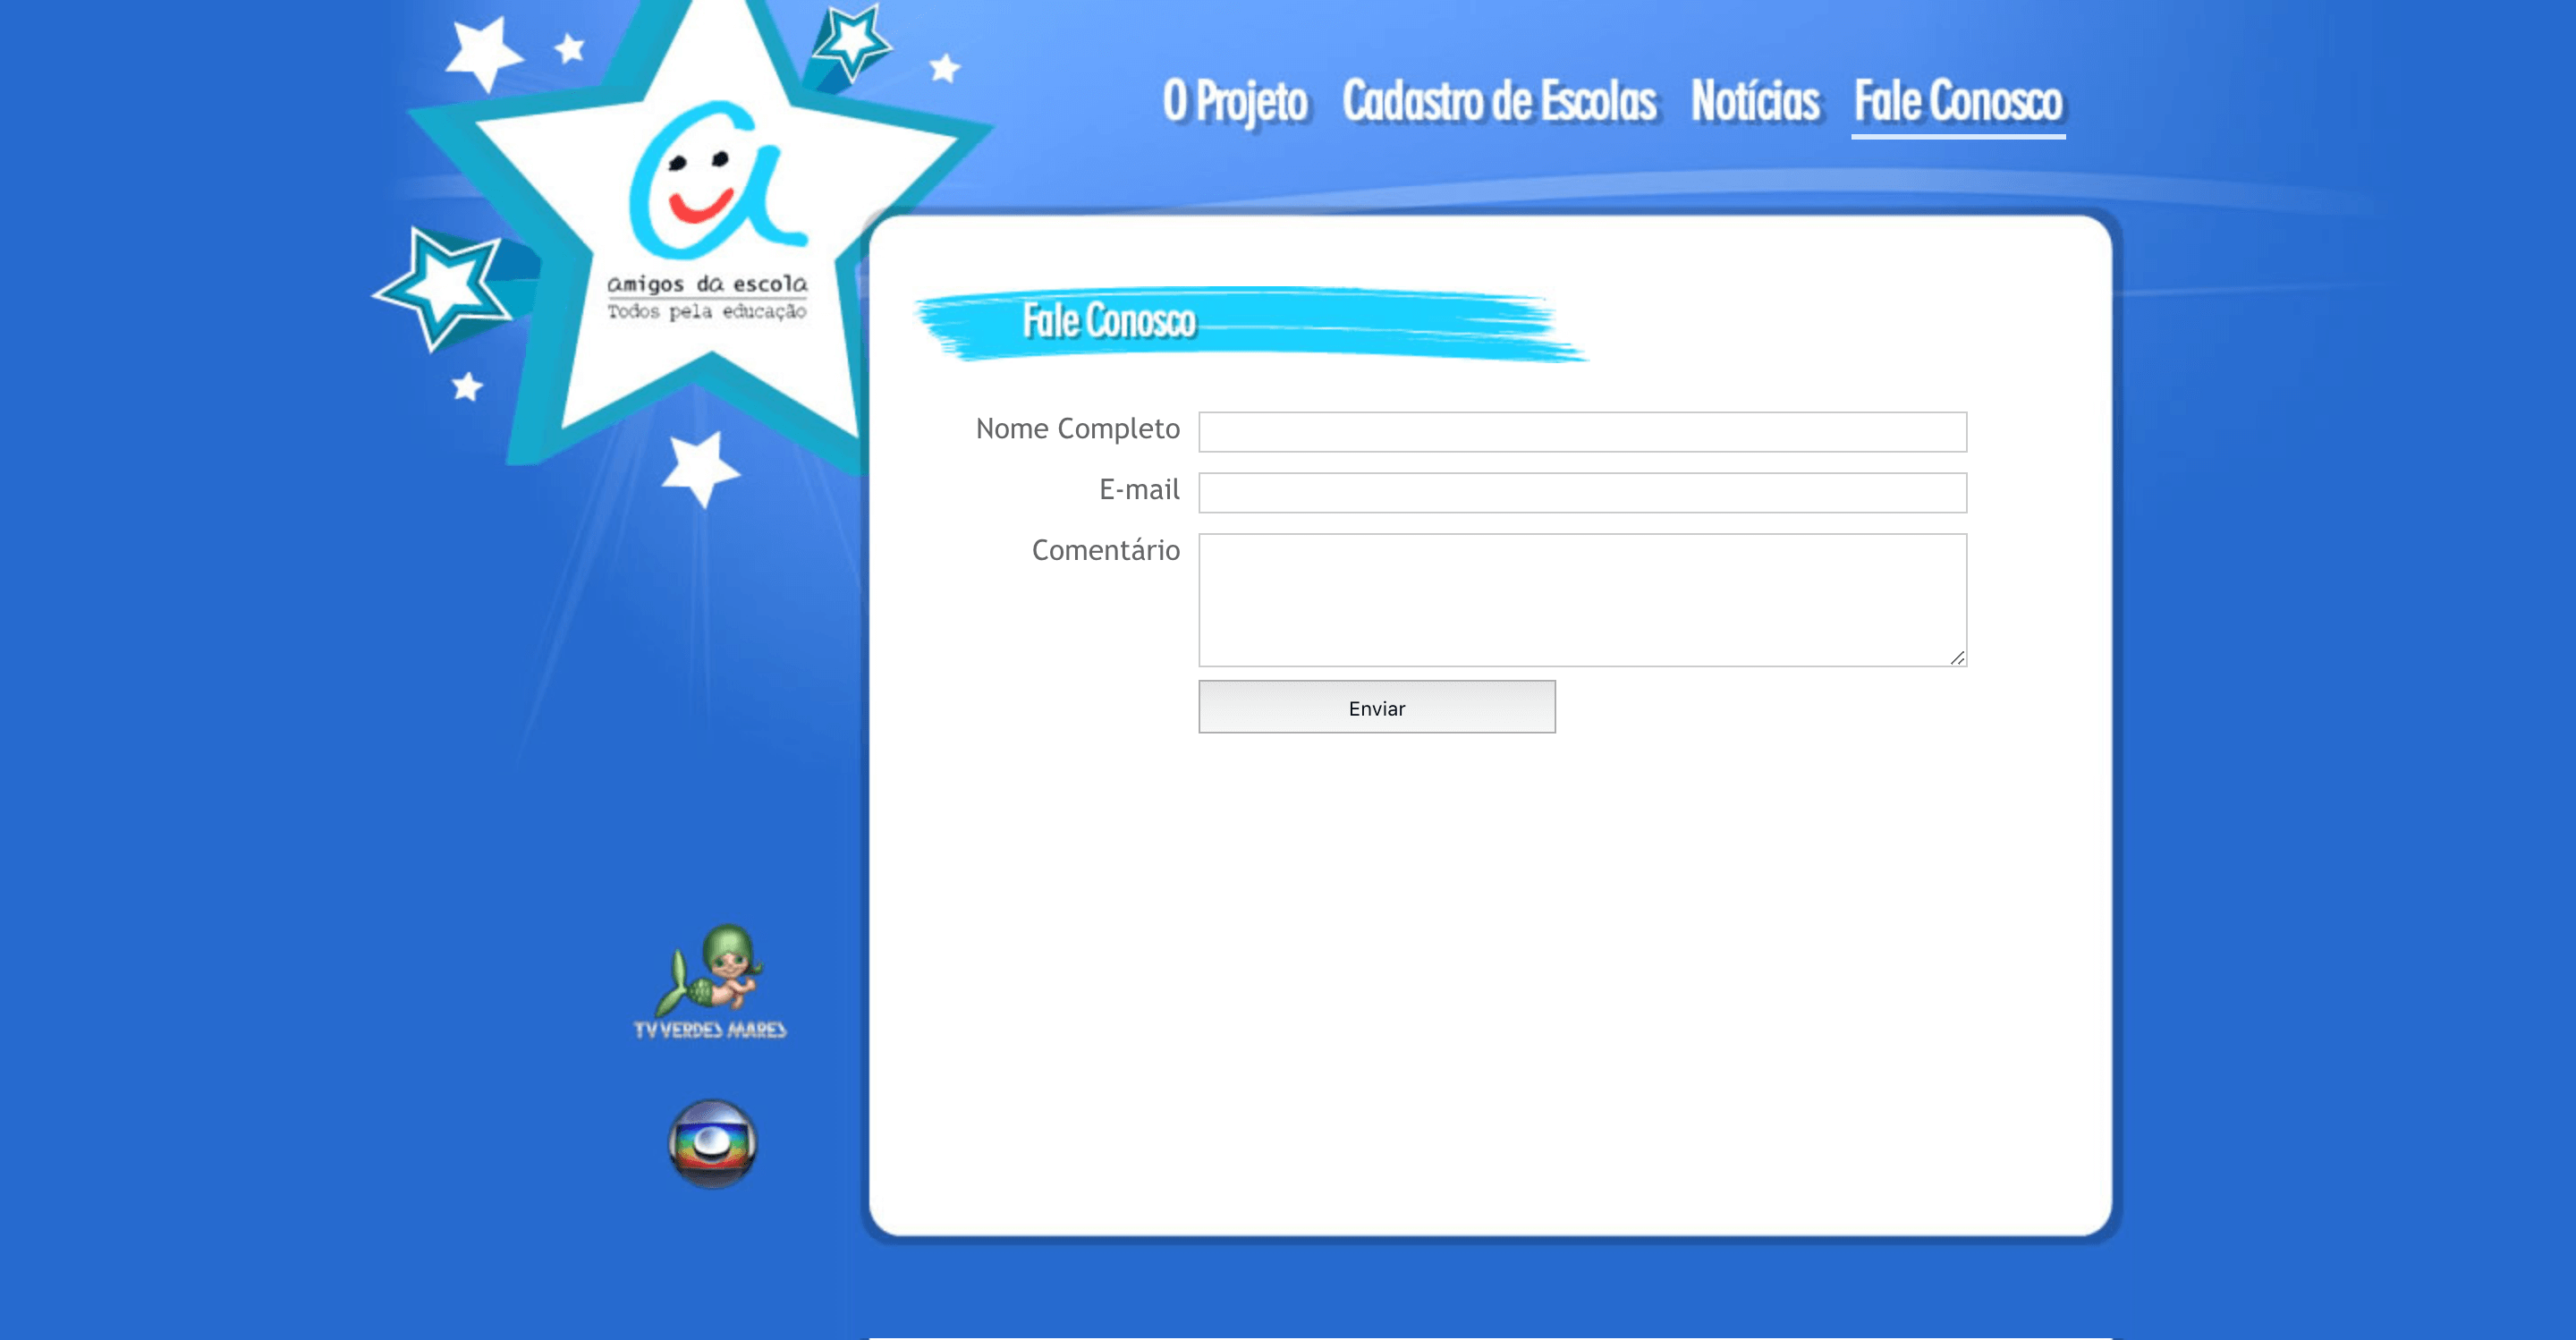 O Projeto Cadastro de Escolas Notícias Fale Conosco
amigos da escola
Todos pela educação
Fale Conosco
Nome Completo
E-mail
Comentário
Enviar
TV VERDES MARES